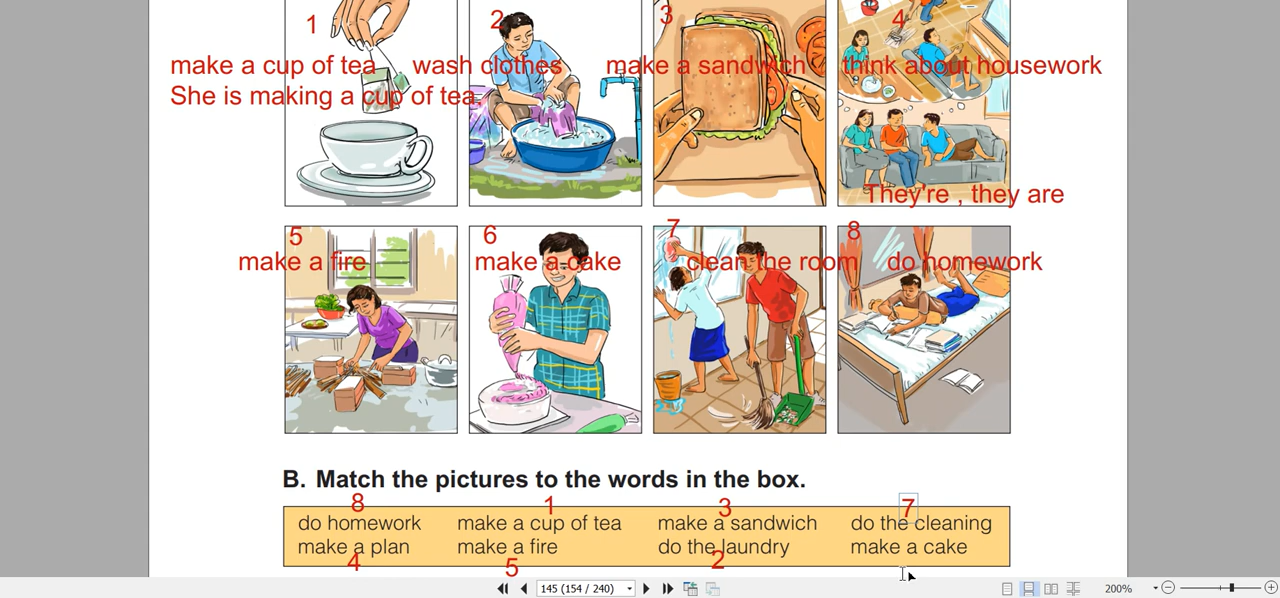 1 2 3 4
make a cup of tea wash clothes make a sandwich think about housework
She is making a cup of tea.
They're , they are
5 6 7 8
make a fire make a cake clean the room do homework
B. Match the pictures to the words in the box.
8 1 3 7
do homework make a cup of tea make a sandwich do the cleaning
make a plan make a fire do the laundry make a cake
4 5 2
145 (154 / 240) 200%